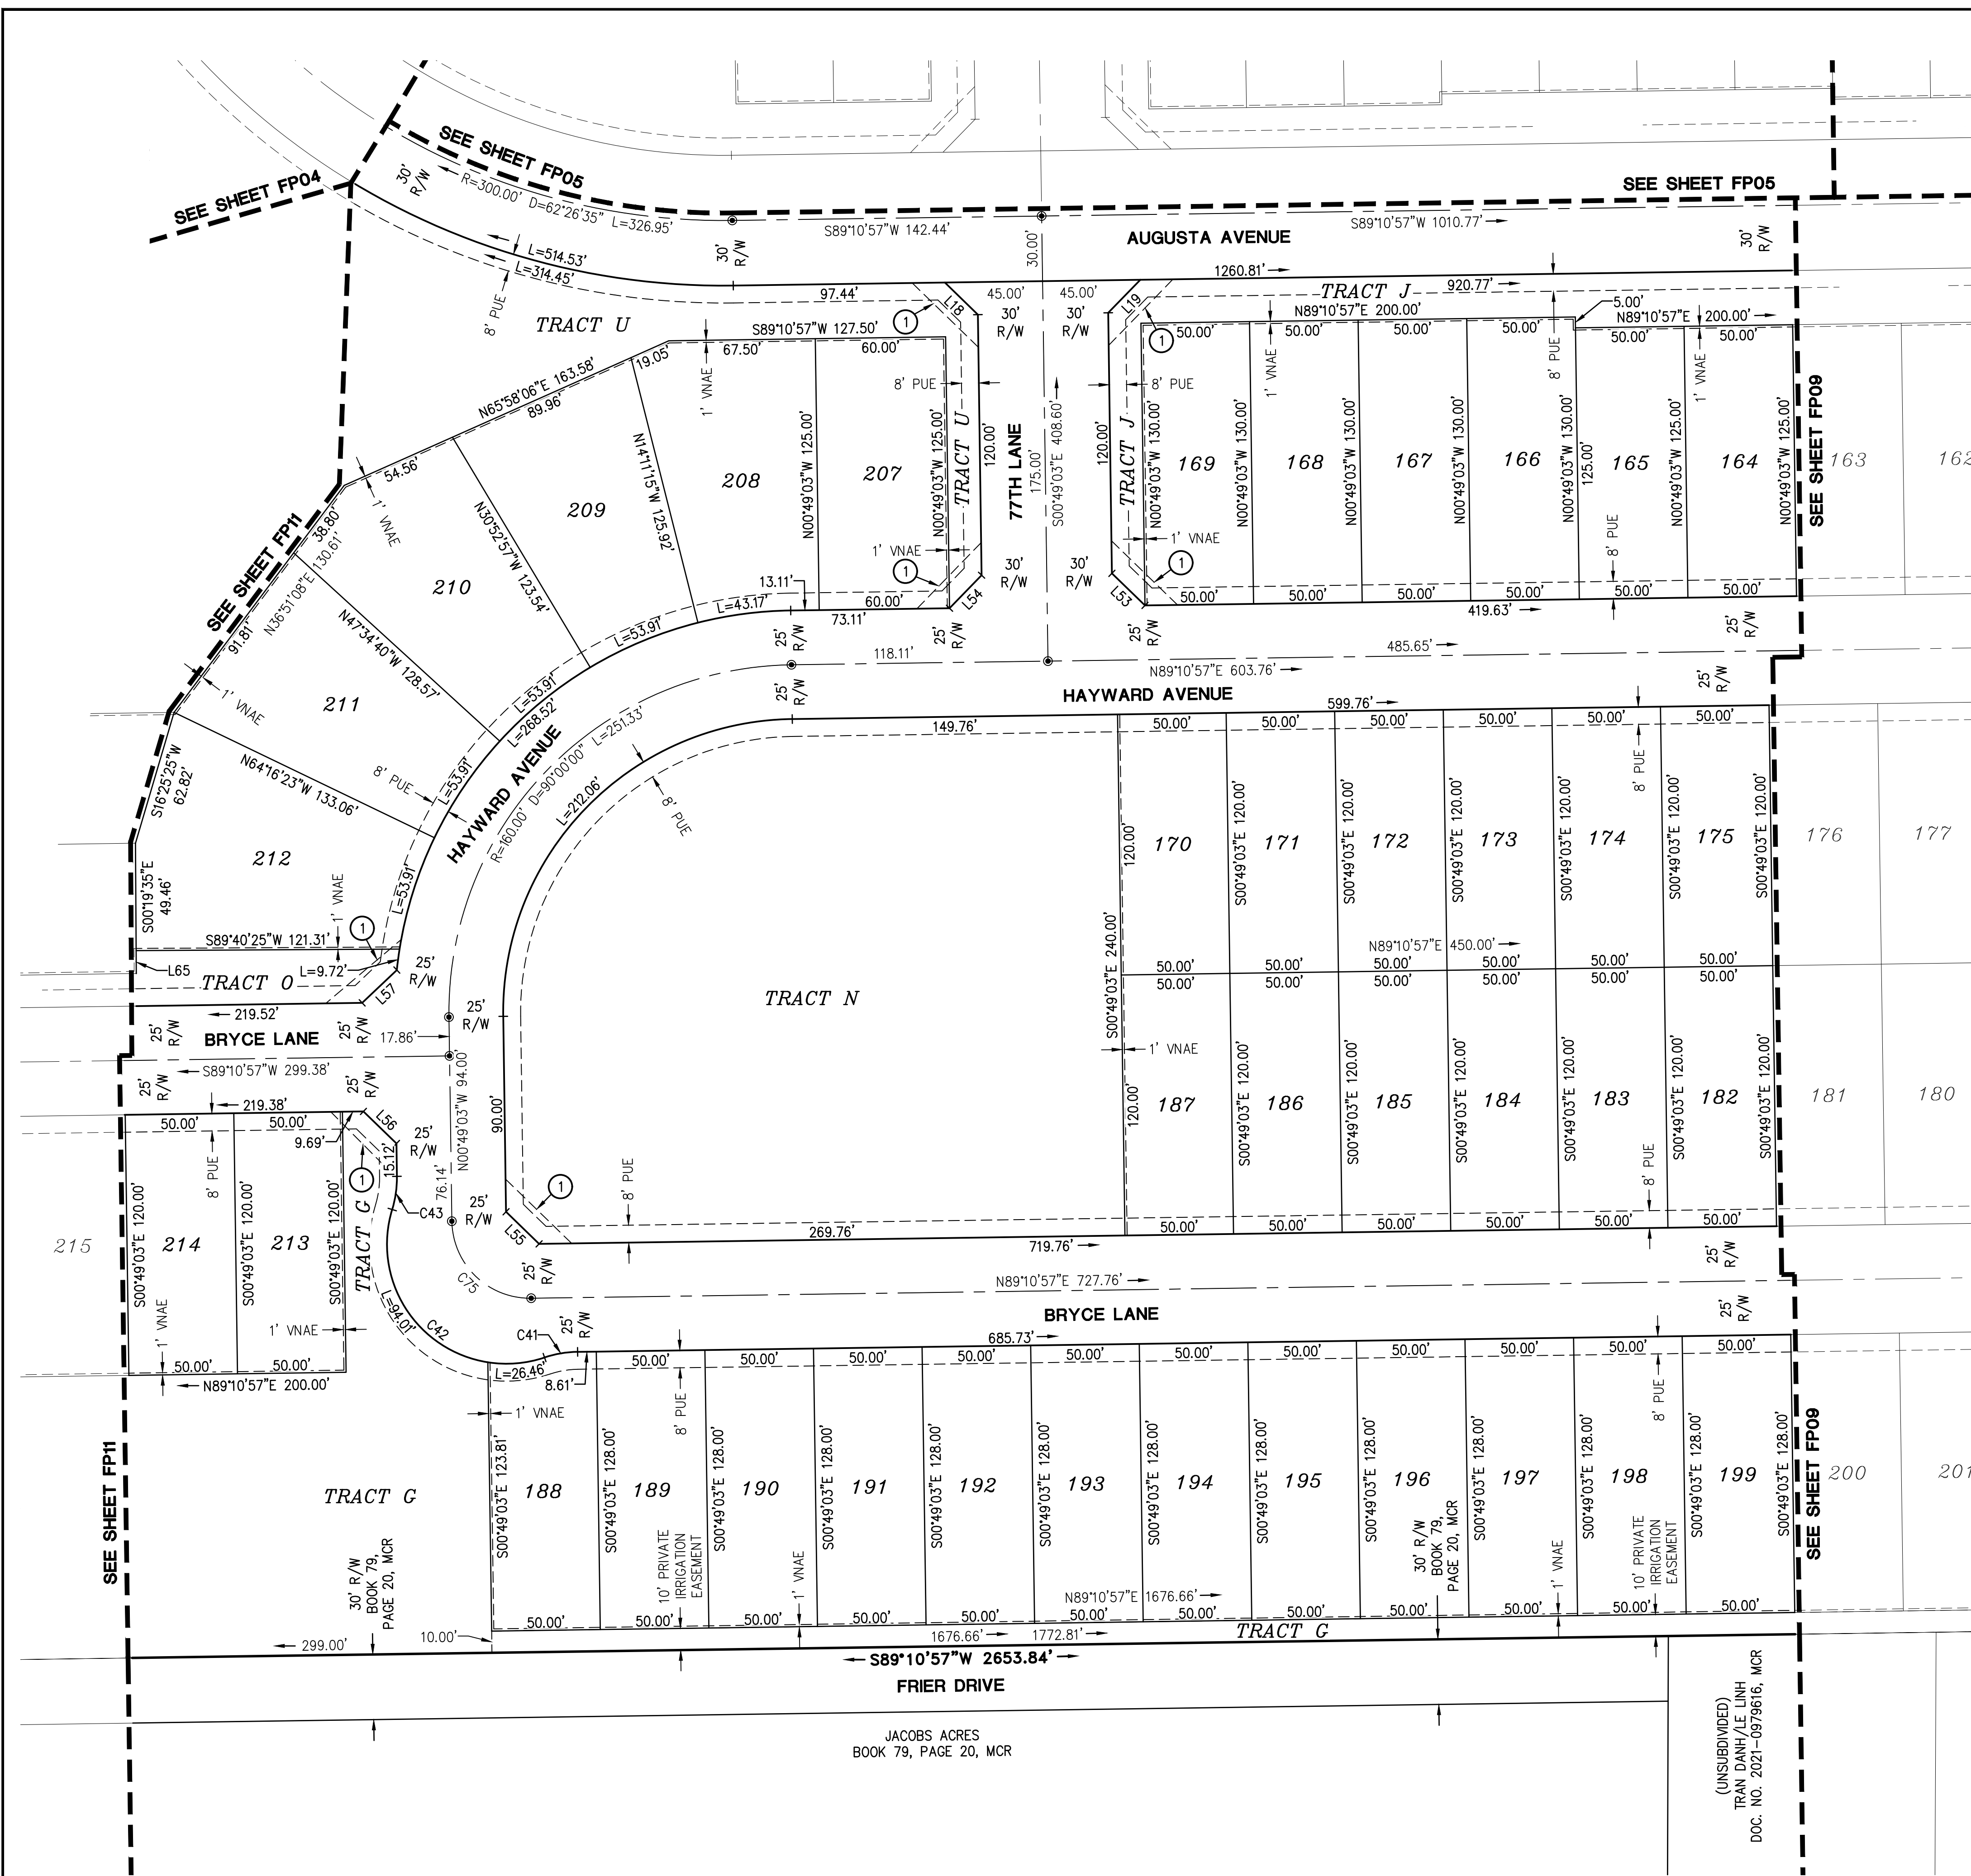 SEE SHEET FP04
SEE SHEET FP05
SEE SHEET FP05
30'
R/W
R=300.00' D=62°26'35" L=326.95'
S89°10'57"W 142.44'
30.00'
S89°10'57"W 1010.77'
AUGUSTA AVENUE
30'
R/W
30'
R/W
L=514.53'
L=314.45'
8' PUE
TRACT U
97.44'
L18
1
45.00'
45.00'
30'
R/W
30'
R/W
L19
1
1260.81'
TRACT J
920.77'
5.00'
N89°10'57"E 200.00'
N89°10'57"E 200.00'
S89°10'57"W 127.50'
67.50'
60.00'
19.05'
N65°58'06"E 163.58'
89.96'
54.56'
1' VNAE
1' VNAE
8' PUE
8' PUE
50.00'
50.00'
50.00'
50.00'
50.00'
50.00'
1' VNAE
8' PUE
1' VNAE
38.80'
N36°51'08"E 130.61'
91.81'
SEE SHEET FP11
1' VNAE
N30°52'57"W 123.54'
N14°11'15"W 125.92'
N00°49'03"W 125.00'
N00°49'03"W 125.00'
TRACT U
120.00'
77TH LANE
175.00'
S00°49'03"E 408.60'
120.00'
TRACT J
N00°49'03"W 130.00'
N00°49'03"W 130.00'
N00°49'03"W 130.00'
N00°49'03"W 130.00'
N00°49'03"W 130.00'
125.00'
N00°49'03"W 125.00'
N00°49'03"W 125.00'
SEE SHEET FP09
207
208
209
210
211
212
169
168
167
166
165
164
163
162
1' VNAE
1
1' VNAE
1
8' PUE
13.11'
60.00'
73.11'
L54
30'
R/W
30'
R/W
L53
50.00'
50.00'
50.00'
50.00'
50.00'
50.00'
419.63'
L=43.17'
L=53.91'
L=53.91'
L=268.52'
L=53.91'
L=53.91'
N47°34'40"W 128.57'
N64°16'23"W 133.06'
8' PUE
25'
R/W
25'
R/W
25'
R/W
25'
R/W
118.11'
485.65'
N89°10'57"E 603.76'
25'
R/W
25'
R/W
HAYWARD AVENUE
599.76'
HAYWARD AVENUE
R=160.00' D=90°00'00" L=251.33'
L=212.06'
8' PUE
149.76'
50.00'
50.00'
50.00'
50.00'
50.00'
50.00'
8' PUE
S16°25'25"W
62.82'
S00°19'35"E
49.46'
1' VNAE
S89°40'25"W 121.31'
1
L65
TRACT O
L=9.72'
L57
25'
R/W
120.00'
S00°49'03"E 240.00'
S00°49'03"E 120.00'
S00°49'03"E 120.00'
S00°49'03"E 120.00'
S00°49'03"E 120.00'
S00°49'03"E 120.00'
S00°49'03"E 120.00'
170
171
172
173
174
175
176
177
N89°10'57"E 450.00'
50.00'
50.00'
50.00'
50.00'
50.00'
50.00'
50.00'
50.00'
50.00'
50.00'
50.00'
50.00'
TRACT N
219.52'
BRYCE LANE
25'
R/W
25'
R/W
17.86'
25'
R/W
S89°10'57"W 299.38'
25'
R/W
25'
R/W
1' VNAE
120.00'
S00°49'03"E 120.00'
S00°49'03"E 120.00'
S00°49'03"E 120.00'
S00°49'03"E 120.00'
S00°49'03"E 120.00'
S00°49'03"E 120.00'
187
186
185
184
183
182
181
180
219.38'
50.00'
50.00'
9.69'
L56
25'
R/W
15.12'
N00°49'03"W 94.00'
76.14'
90.00'
8' PUE
1
TRACT G
C43
25'
R/W
1
L55
8' PUE
269.76'
719.76'
50.00'
50.00'
50.00'
50.00'
50.00'
50.00'
8' PUE
215
214
213
S00°49'03"E 120.00'
S00°49'03"E 120.00'
S00°49'03"E 120.00'
1' VNAE
1' VNAE
50.00'
50.00'
N89°10'57"E 200.00'
C75
25'
R/W
N89°10'57"E 727.76'
25'
R/W
BRYCE LANE
25'
R/W
L=94.01'
C42
C41
25'
R/W
685.73'
L=26.46'
8.61'
50.00'
50.00'
50.00'
50.00'
50.00'
50.00'
50.00'
50.00'
50.00'
50.00'
50.00'
1' VNAE
8' PUE
8' PUE
SEE SHEET FP11
SEE SHEET FP09
TRACT G
S00°49'03"E 123.81'
S00°49'03"E 128.00'
S00°49'03"E 128.00'
S00°49'03"E 128.00'
S00°49'03"E 128.00'
S00°49'03"E 128.00'
S00°49'03"E 128.00'
S00°49'03"E 128.00'
S00°49'03"E 128.00'
S00°49'03"E 128.00'
S00°49'03"E 128.00'
S00°49'03"E 128.00'
S00°49'03"E 128.00'
188
189
190
191
192
193
194
195
196
197
198
199
200
201
30' R/W
BOOK 79,
PAGE 20, MCR
10' PRIVATE
IRRIGATION
EASEMENT
1' VNAE
N89°10'57"E 1676.66'
30' R/W
BOOK 79,
PAGE 20, MCR
1' VNAE
10' PRIVATE
IRRIGATION
EASEMENT
50.00'
50.00'
50.00'
50.00'
50.00'
50.00'
50.00'
50.00'
50.00'
50.00'
50.00'
50.00'
299.00'
10.00'
1676.66'
1772.81'
TRACT G
S89°10'57"W 2653.84'
FRIER DRIVE
JACOBS ACRES
BOOK 79, PAGE 20, MCR
(UNSUBDIVIDED)
TRAN DANH/LE LINH
DOC. NO. 2021-0979616, MCR